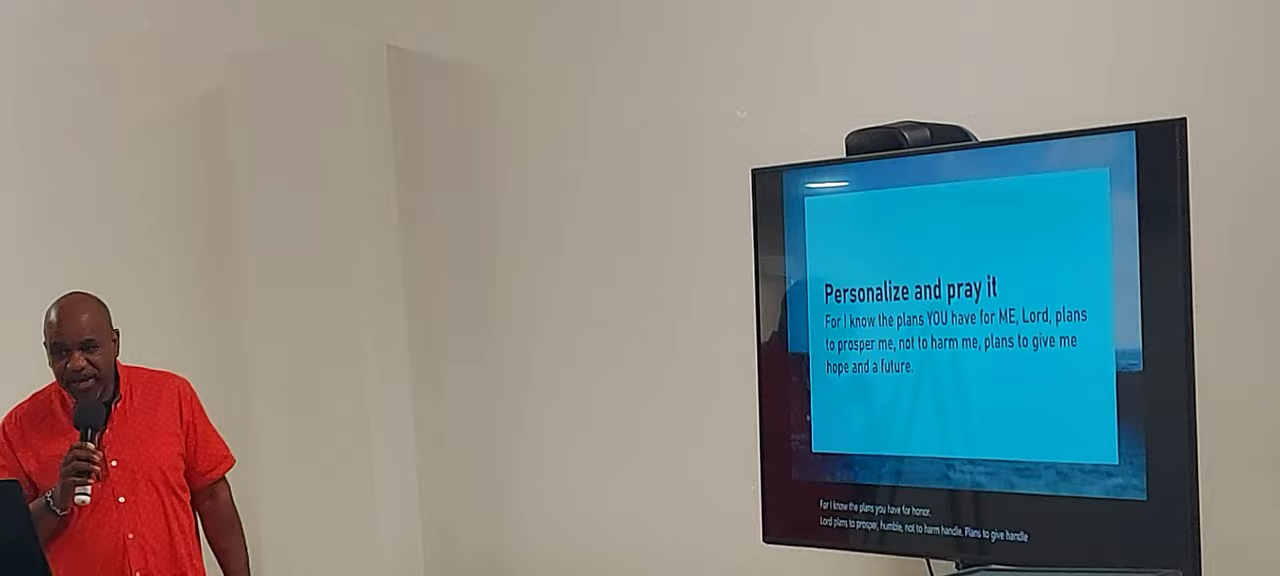 Personalize and pray it
For I know the plans YOU have for ME, Lord, plans
to prosper me, not to harm me, plans to give me
hope and a future.
For I know the plans you have for honor.
Lord plans to prosper, humble, not to harm handle. Plans to give handle